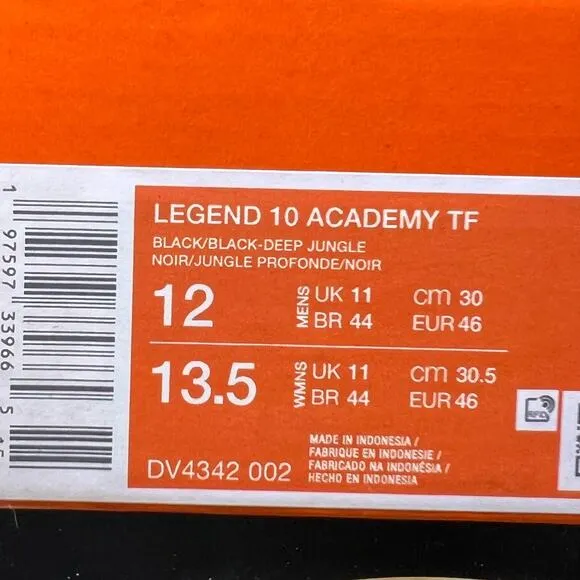 LEGEND 10 ACADEMY TF
BLACK/BLACK-DEEP JUNGLE
NOIR/JUNGLE PROFONDE/NOIR
12 MENS UK 11 cm 30
BR 44 EUR 46
13.5 WMNS UK 11 cm 30.5
BR 44 EUR 46
MADE IN INDONESIA /
FABRIQUE EN INDONESIE /
FABRICADO NA INDONÉSIA /
HECHO EN INDONESIA
DV4342 002
1 97597 33966 5
RFID